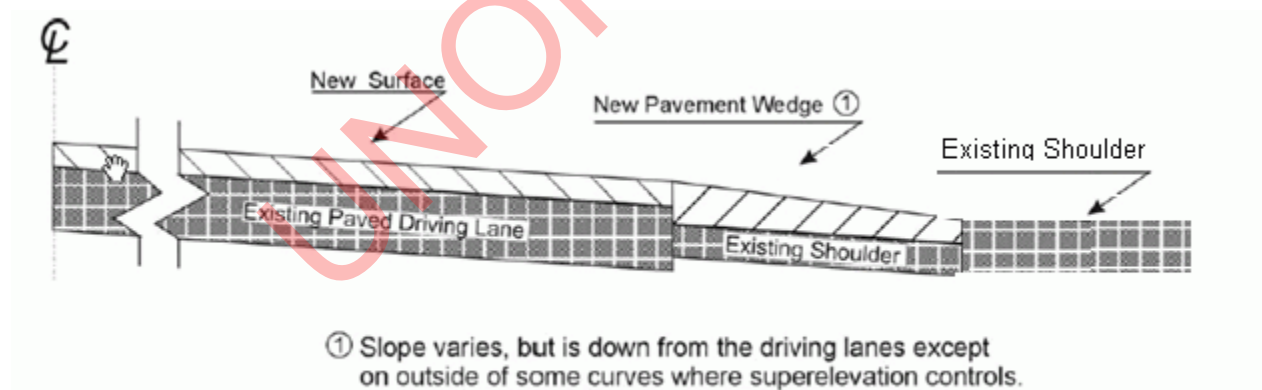 ℄
New Surface
New Pavement Wedge ①
Existing Shoulder
Existing Paved Driving Lane
Existing Shoulder
① Slope varies, but is down from the driving lanes except
on outside of some curves where superelevation controls.
UNO